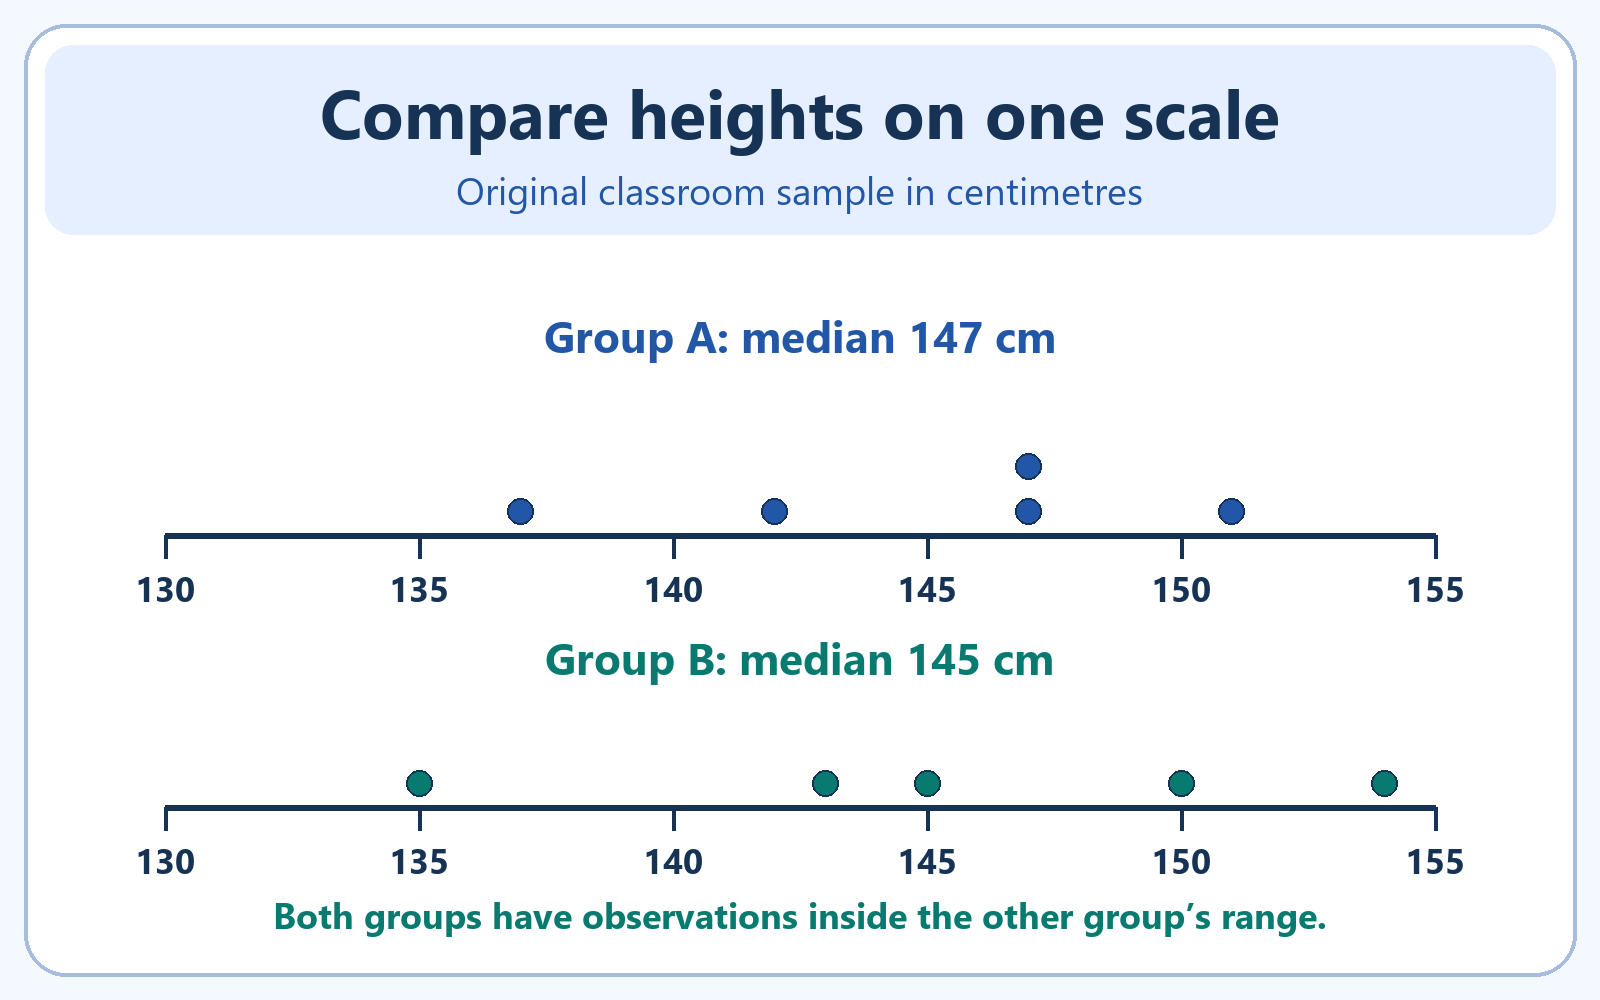 Compare heights on one scale
Original classroom sample in centimetres
Group A: median 147 cm
130 135 140 145 150 155
Group B: median 145 cm
130 135 140 145 150 155
Both groups have observations inside the other group’s range.